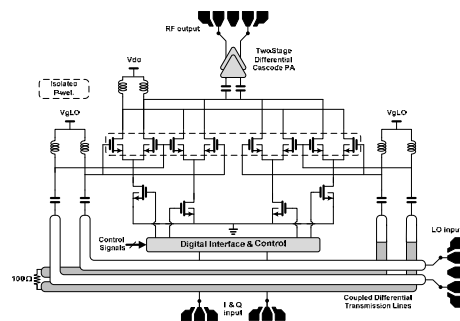 RF output
Two-Stage
Differential
Cascode PA
Vdd
Isolated
P-well
VgLO
VgLO
LO input
Control
Signals
Digital Interface & Control
100Ω
I & Q
input
Coupled Differential
Transmission Lines